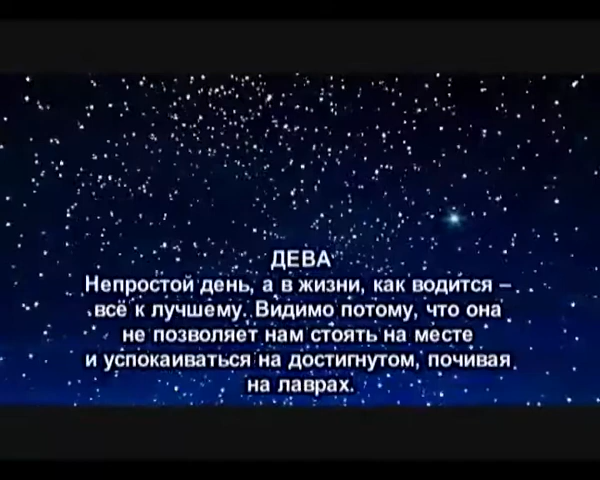 ДЕВА
Непростой день, а в жизни, как водится –
всё к лучшему. Видимо потому, что она
не позволяет нам стоять на месте
и успокаиваться на достигнутом, почивая
на лаврах.